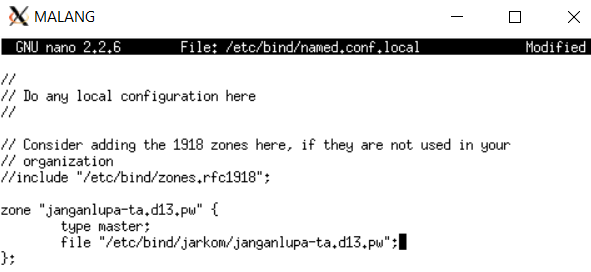 MALANG
GNU nano 2.2.6 File: /etc/bind/named.conf.local Modified
//
// Do any local configuration here
//
// Consider adding the 1918 zones here, if they are not used in your
// organization
//include "/etc/bind/zones.rfc1918";
zone "janganlupa-ta.d13.pw" {
type master;
file "/etc/bind/jarkom/janganlupa-ta.d13.pw";
};